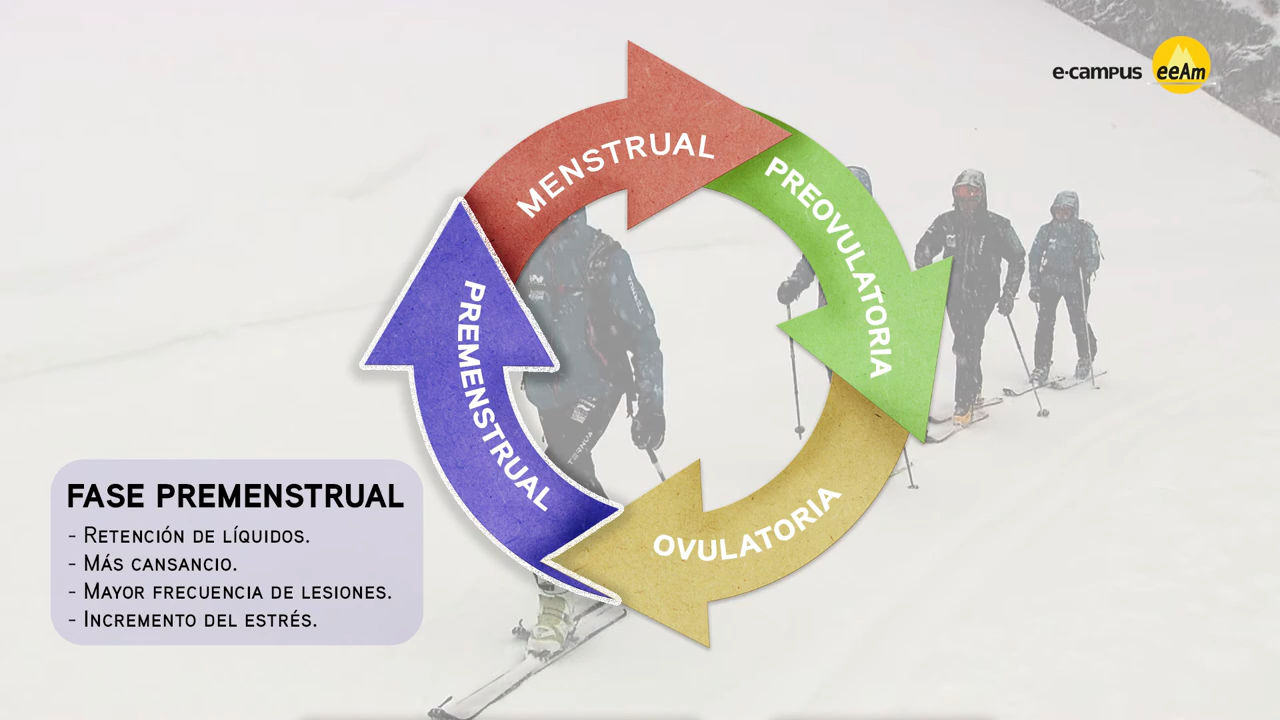 e·campus eeAm
MENSTRUAL
PREOVULATORIA
PREMENSTRUAL
OVULATORIA
TERNUA
FASE PREMENSTRUAL
- Retención de líquidos.
- Más cansancio.
- Mayor frecuencia de lesiones.
- Incremento del estrés.